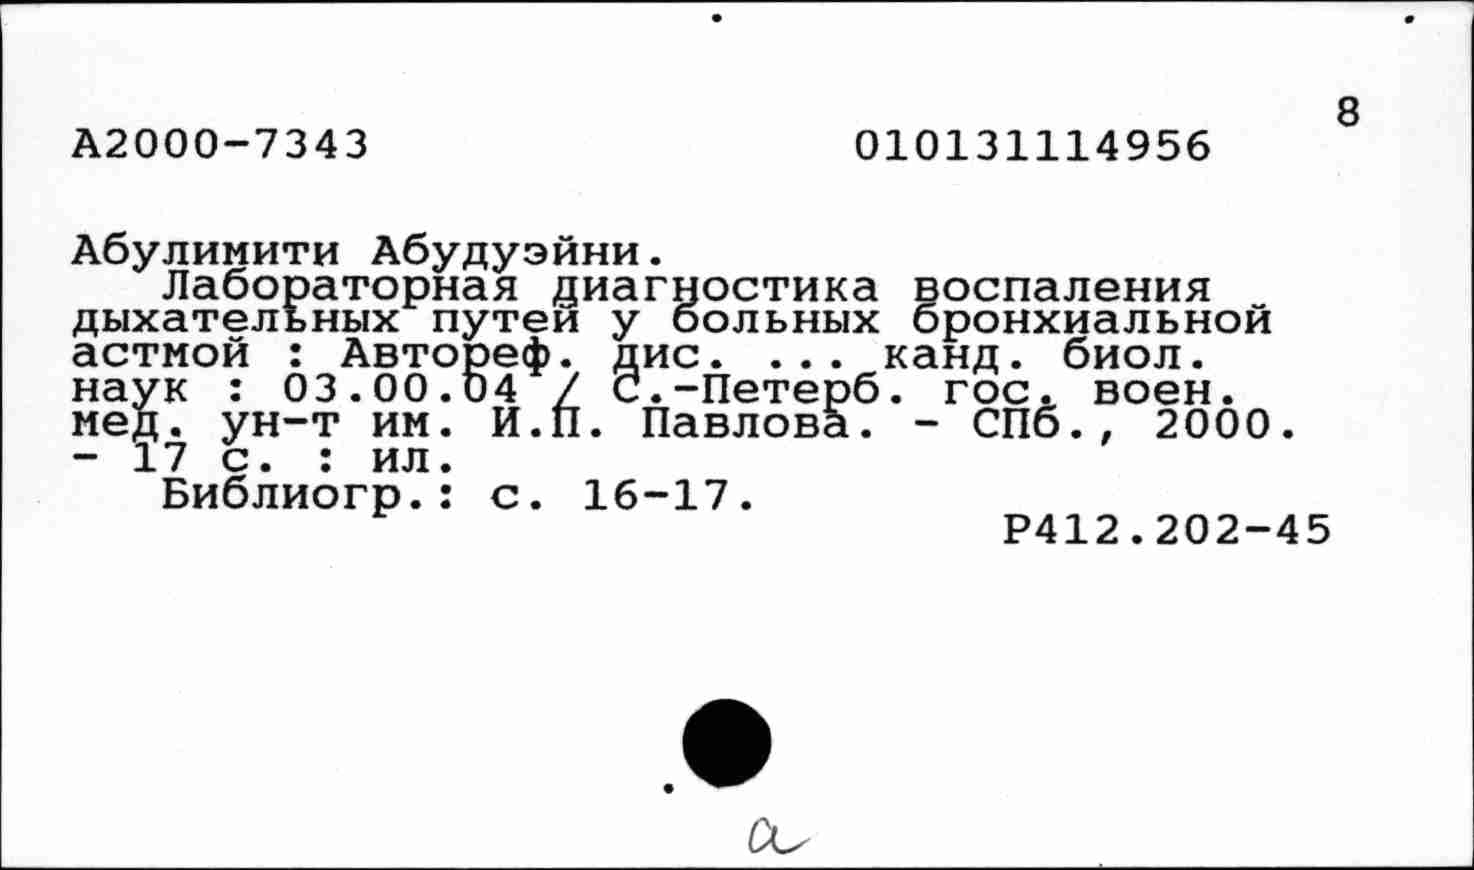 8
А2000-7343 010131114956
Абулимити Абудуэйни.
Лабораторная диагностика воспаления
дыхательных путей у больных бронхиальной
астмой : Автореф. дис. ... канд. биол.
наук : 03.00.04 / С.-Петерб. гос. воен.
мед. ун-т им. И.П. Павлова. - СПб., 2000.
- 17 с. : ил.
Библиогр.: с. 16-17.
Р412.202-45
а